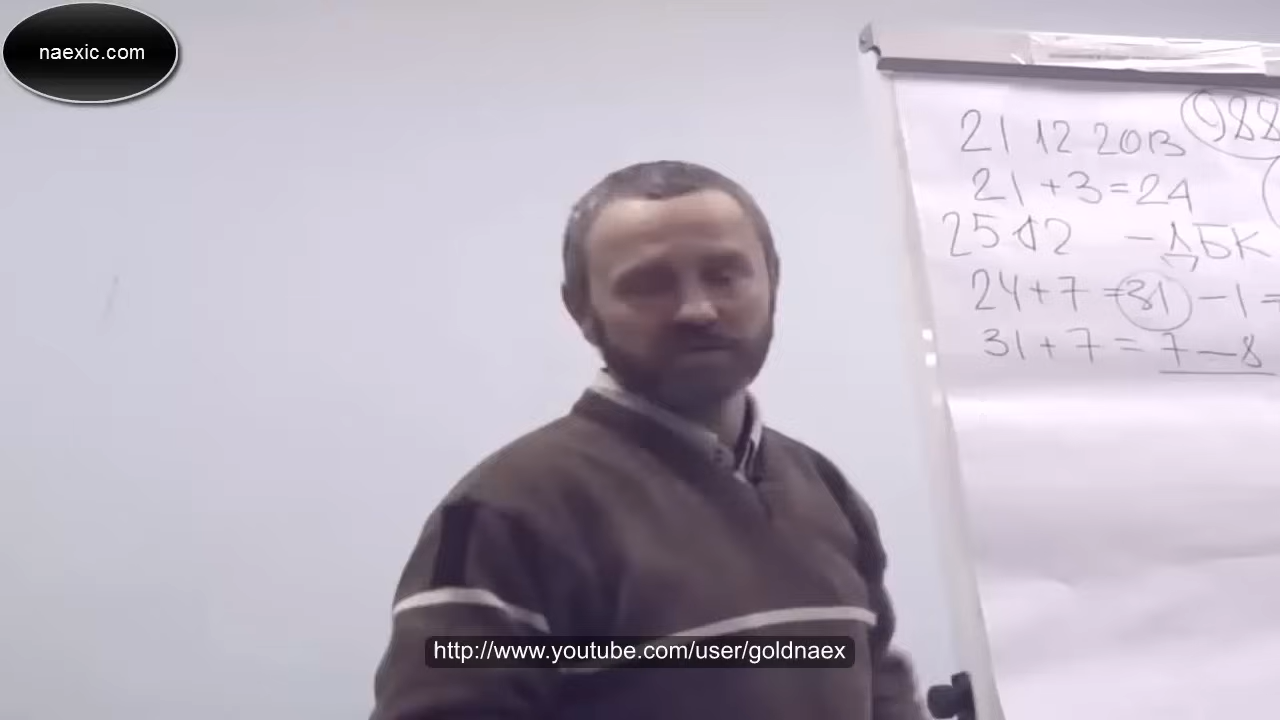 naexic.com
988
21 12 2013
21 + 3 = 24
25 12 - ДБК
24 + 7 = 31 - 1 =
31 + 7 = 7 - 8
http://www.youtube.com/user/goldnaex